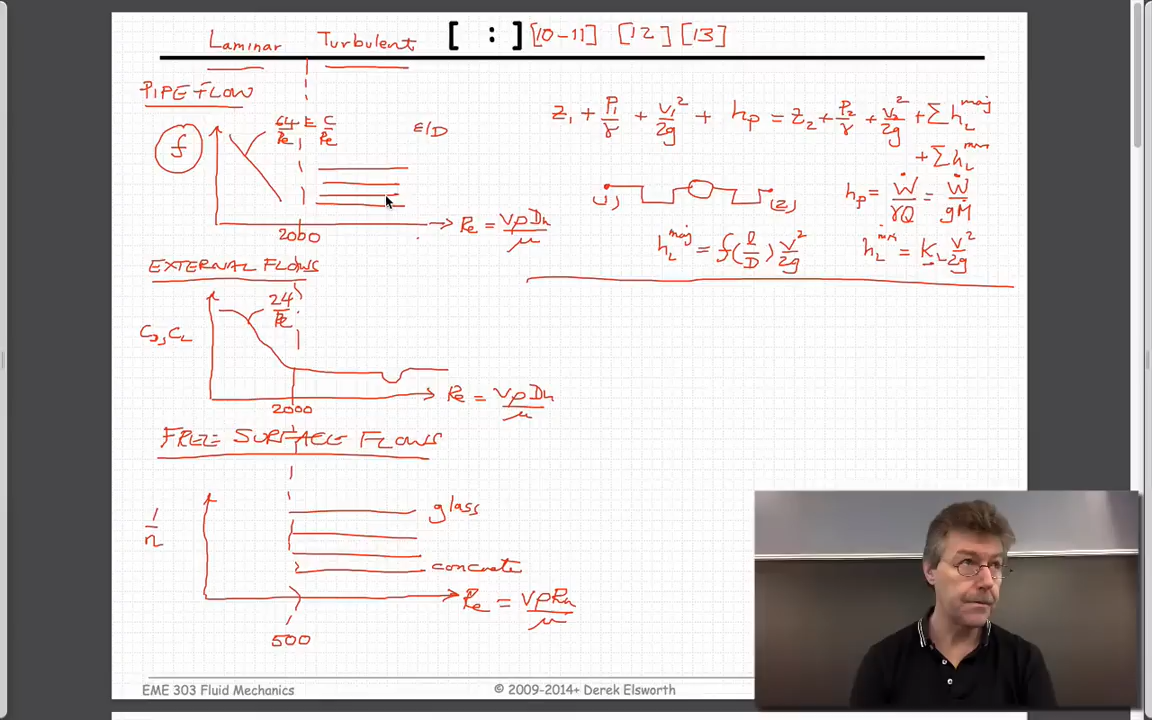 Laminar Turbulent [ : ] [10-11] [12] [13]
PIPE FLOW
f
64/Re = C/Re
ε/D
2000
Re = VρDh/μ
z1 + P1/γ + v1²/2g + hp = z2 + P2/γ + v2²/2g + Σ hL maj
+ Σ hL min
(1) (2)
hp = Ẇ/γQ = Ẇ/gṀ
hL maj = f(l/D) v²/2g
hL min = KL v²/2g
EXTERNAL FLOWS
CD, CL
24/Re
2000
Re = VρDh/μ
FREE SURFACE FLOWS
1/n
glass
concrete
500
Re = VρRh/μ
EME 303 Fluid Mechanics
© 2009-2014+ Derek Elsworth